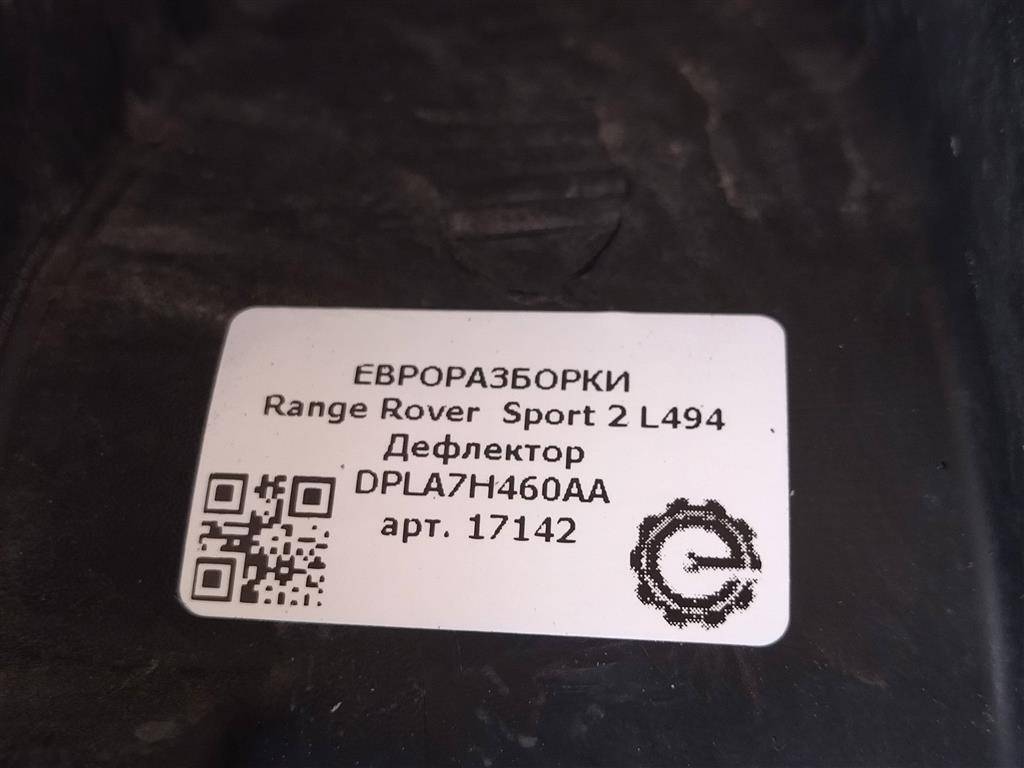 ЕВРОРАЗБОРКИ
Range Rover  Sport 2 L494
Дефлектор
DPLA7H460AA
арт. 17142